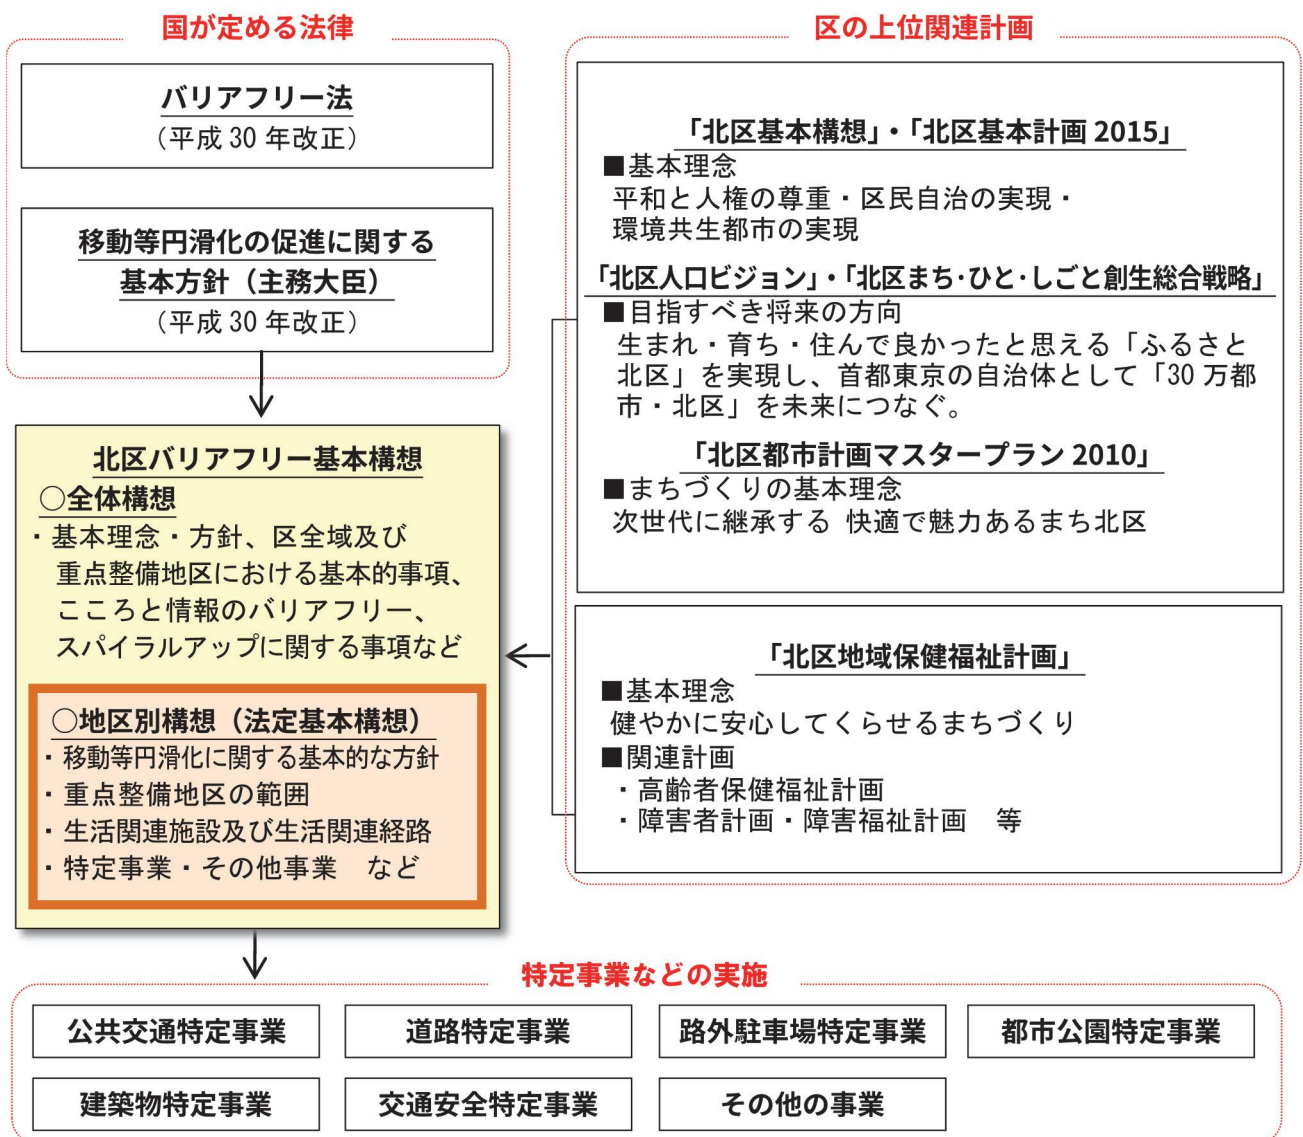 国が定める法律
バリアフリー法
（平成30年改正）
移動等円滑化の促進に関する
基本方針（主務大臣）
（平成30年改正）
区の上位関連計画
「北区基本構想」・「北区基本計画2015」
■基本理念
平和と人権の尊重・区民自治の実現・
環境共生都市の実現
「北区人口ビジョン」・「北区まち・ひと・しごと創生総合戦略」
■目指すべき将来の方向
生まれ・育ち・住んで良かったと思える「ふるさと
北区」を実現し、首都東京の自治体として「30万都
市・北区」を未来につなぐ。
「北区都市計画マスタープラン2010」
■まちづくりの基本理念
次世代に継承する 快適で魅力あるまち北区
「北区地域保健福祉計画」
■基本理念
健やかに安心してくらせるまちづくり
■関連計画
・高齢者保健福祉計画
・障害者計画・障害福祉計画　等
北区バリアフリー基本構想
○全体構想
・基本理念・方針、区全域及び
重点整備地区における基本的事項、
こころと情報のバリアフリー、
スパイラルアップに関する事項など
○地区別構想（法定基本構想）
・移動等円滑化に関する基本的な方針
・重点整備地区の範囲
・生活関連施設及び生活関連経路
・特定事業・その他事業　など
特定事業などの実施
公共交通特定事業
道路特定事業
路外駐車場特定事業
都市公園特定事業
建築物特定事業
交通安全特定事業
その他の事業